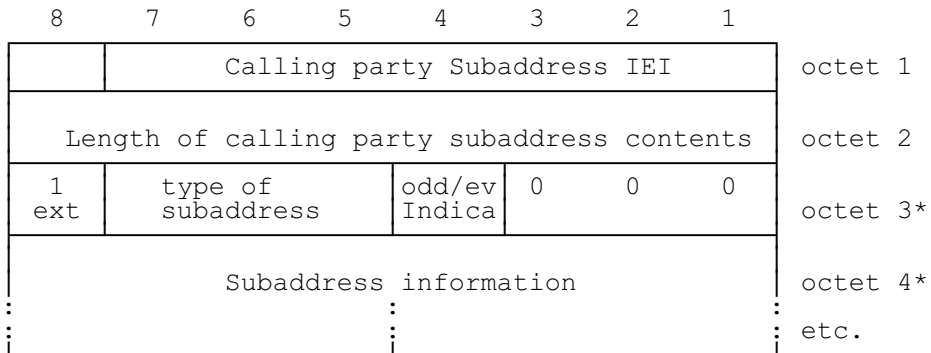 8 7 6 5 4 3 2 1
Calling party Subaddress IEI octet 1
Length of calling party subaddress contents octet 2
1 type of odd/ev 0 0 0
ext subaddress Indica octet 3*
Subaddress information octet 4*
: : :
: : : etc.